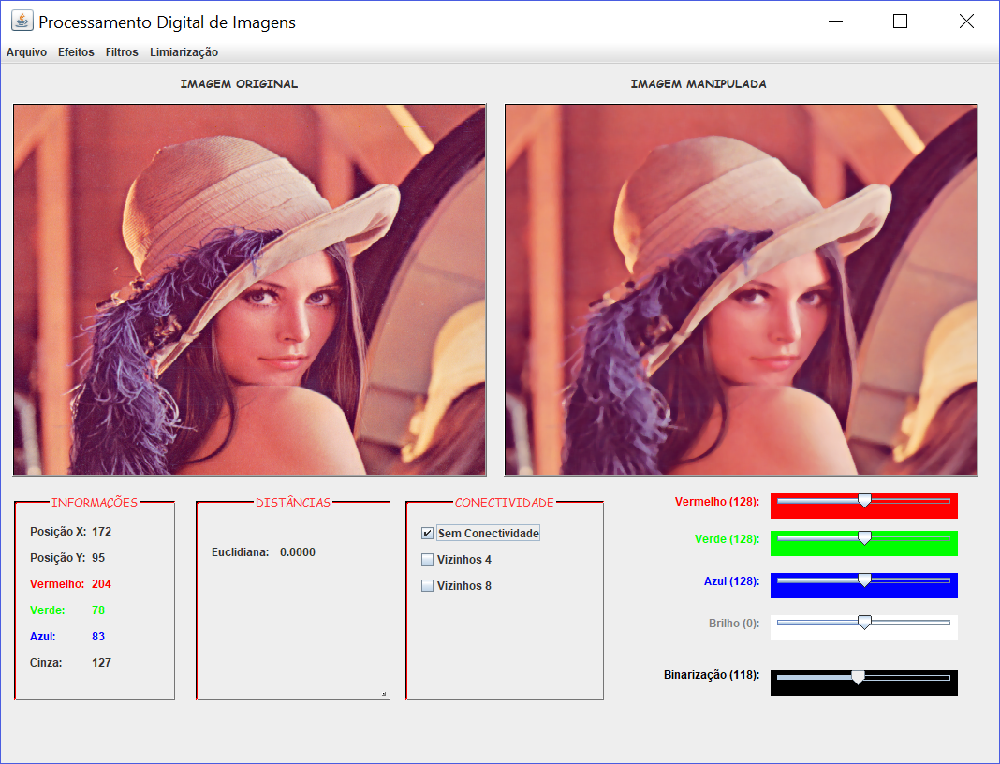 Processamento Digital de Imagens
Arquivo Efeitos Filtros Limiarização
IMAGEM ORIGINAL
IMAGEM MANIPULADA
INFORMAÇÕES
Posição X: 172
Posição Y: 95
Vermelho: 204
Verde: 78
Azul: 83
Cinza: 127
DISTÂNCIAS
Euclidiana: 0.0000
CONECTIVIDADE
Sem Conectividade
Vizinhos 4
Vizinhos 8
Vermelho (128):
Verde (128):
Azul (128):
Brilho (0):
Binarização (118):